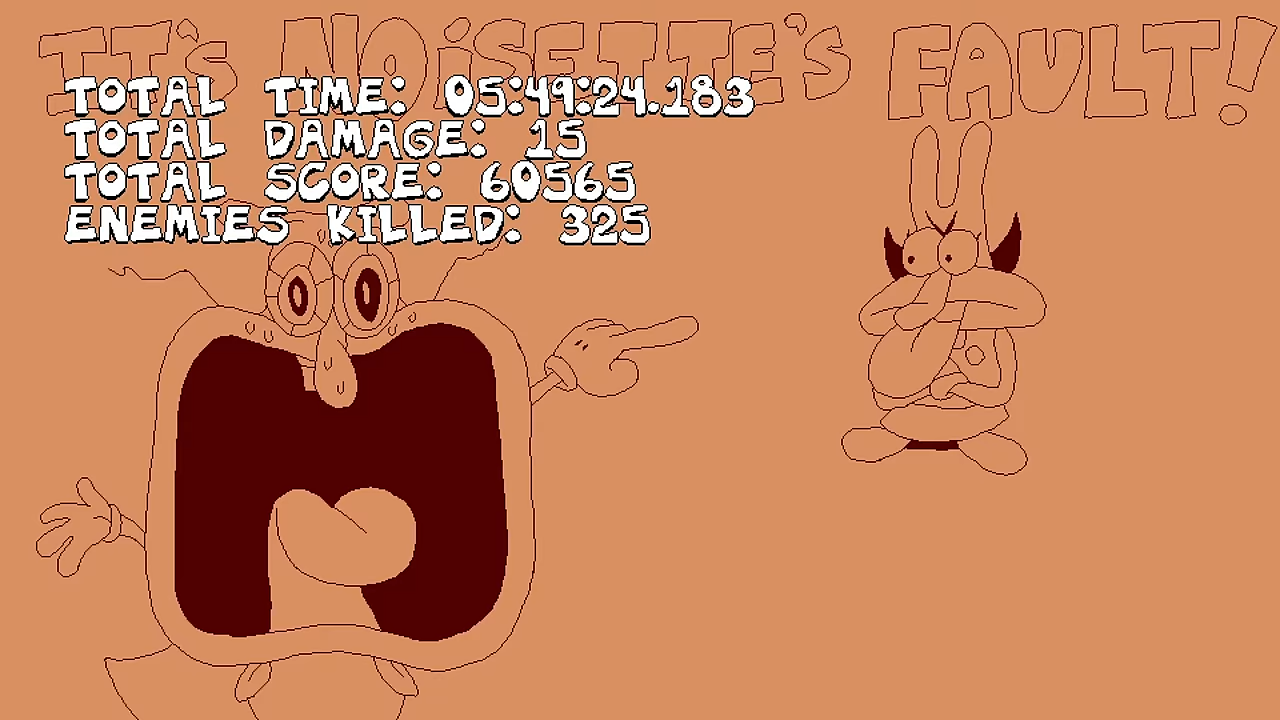 IT's NOiSETTE's FAULT!
TOTAL TIME: 05:49:24.183
TOTAL DAMAGE: 15
TOTAL SCORE: 60565
ENEMIES KILLED: 325